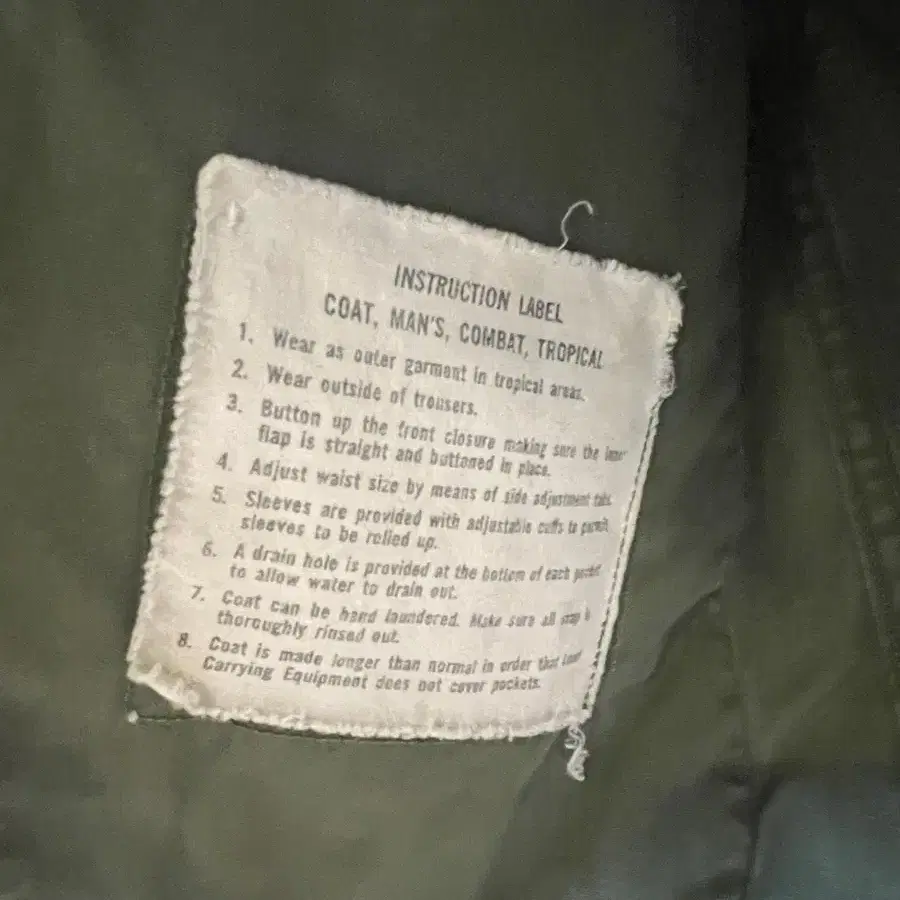 INSTRUCTION LABEL
COAT, MAN'S, COMBAT, TROPICAL
1. Wear as outer garment in tropical areas.
2. Wear outside of trousers.
3. Button up the front closure making sure the inner
flap is straight and buttoned in place.
4. Adjust waist size by means of side adjustment tabs.
5. Sleeves are provided with adjustable cuffs to permit
sleeves to be rolled up.
6. A drain hole is provided at the bottom of each pocket
to allow water to drain out.
7. Coat can be hand laundered. Make sure all soap is
thoroughly rinsed out.
8. Coat is made longer than normal in order that
Carrying Equipment does not cover pockets.